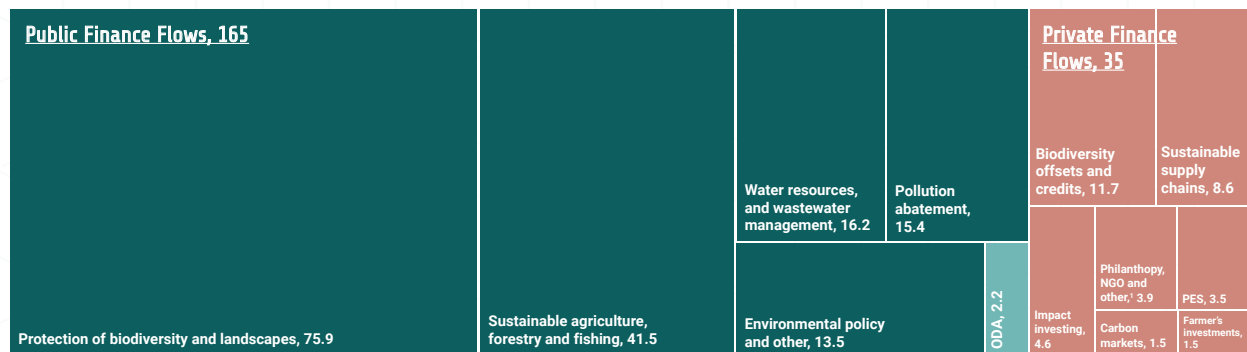 Public Finance Flows, 165
Protection of biodiversity and landscapes, 75.9
Sustainable agriculture,
forestry and fishing, 41.5
Water resources,
and wastewater
management, 16.2
Pollution
abatement,
15.4
Environmental policy
and other, 13.5
ODA, 2.2
Private Finance
Flows, 35
Biodiversity
offsets and
credits, 11.7
Sustainable
supply
chains, 8.6
Impact
investing,
4.6
Philanthopy,
NGO and
other,¹ 3.9
PES, 3.5
Carbon
markets, 1.5
Farmer's
investments,
1.5